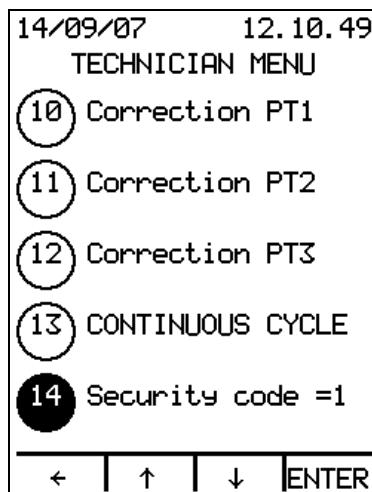 14/09/07 12.10.49
TECHNICIAN MENU
10 Correction PT1
11 Correction PT2
12 Correction PT3
13 CONTINUOUS CYCLE
14 Security code =1
← ↑ ↓ ENTER